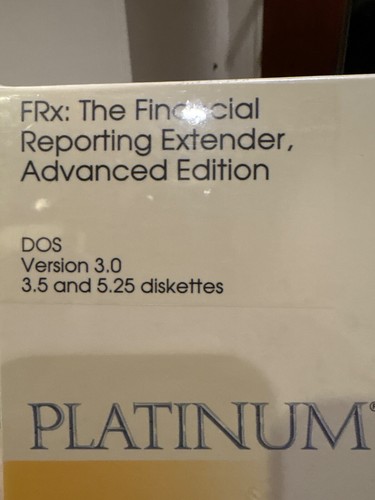 FRx: The Financial
Reporting Extender,
Advanced Edition
DOS
Version 3.0
3.5 and 5.25 diskettes
PLATINUM®